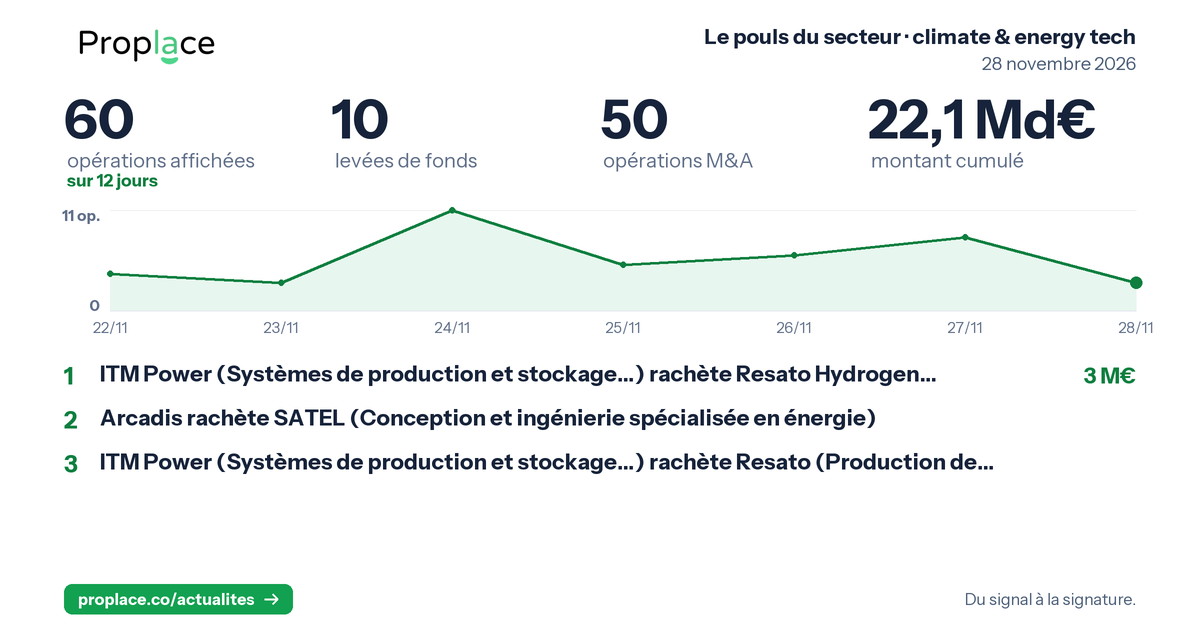 Proplace
Le pouls du secteur · climate & energy tech
28 novembre 2026
60
opérations affichées
sur 12 jours
10
levées de fonds
50
opérations M&A
22,1 Md€
montant cumulé
11 op.
0
22/11 23/11 24/11 25/11 26/11 27/11 28/11
1 ITM Power (Systèmes de production et stockage...) rachète Resato Hydrogen... 3 M€
2 Arcadis rachète SATEL (Conception et ingénierie spécialisée en énergie)
3 ITM Power (Systèmes de production et stockage...) rachète Resato (Production de...
proplace.co/actualites →
Du signal à la signature.